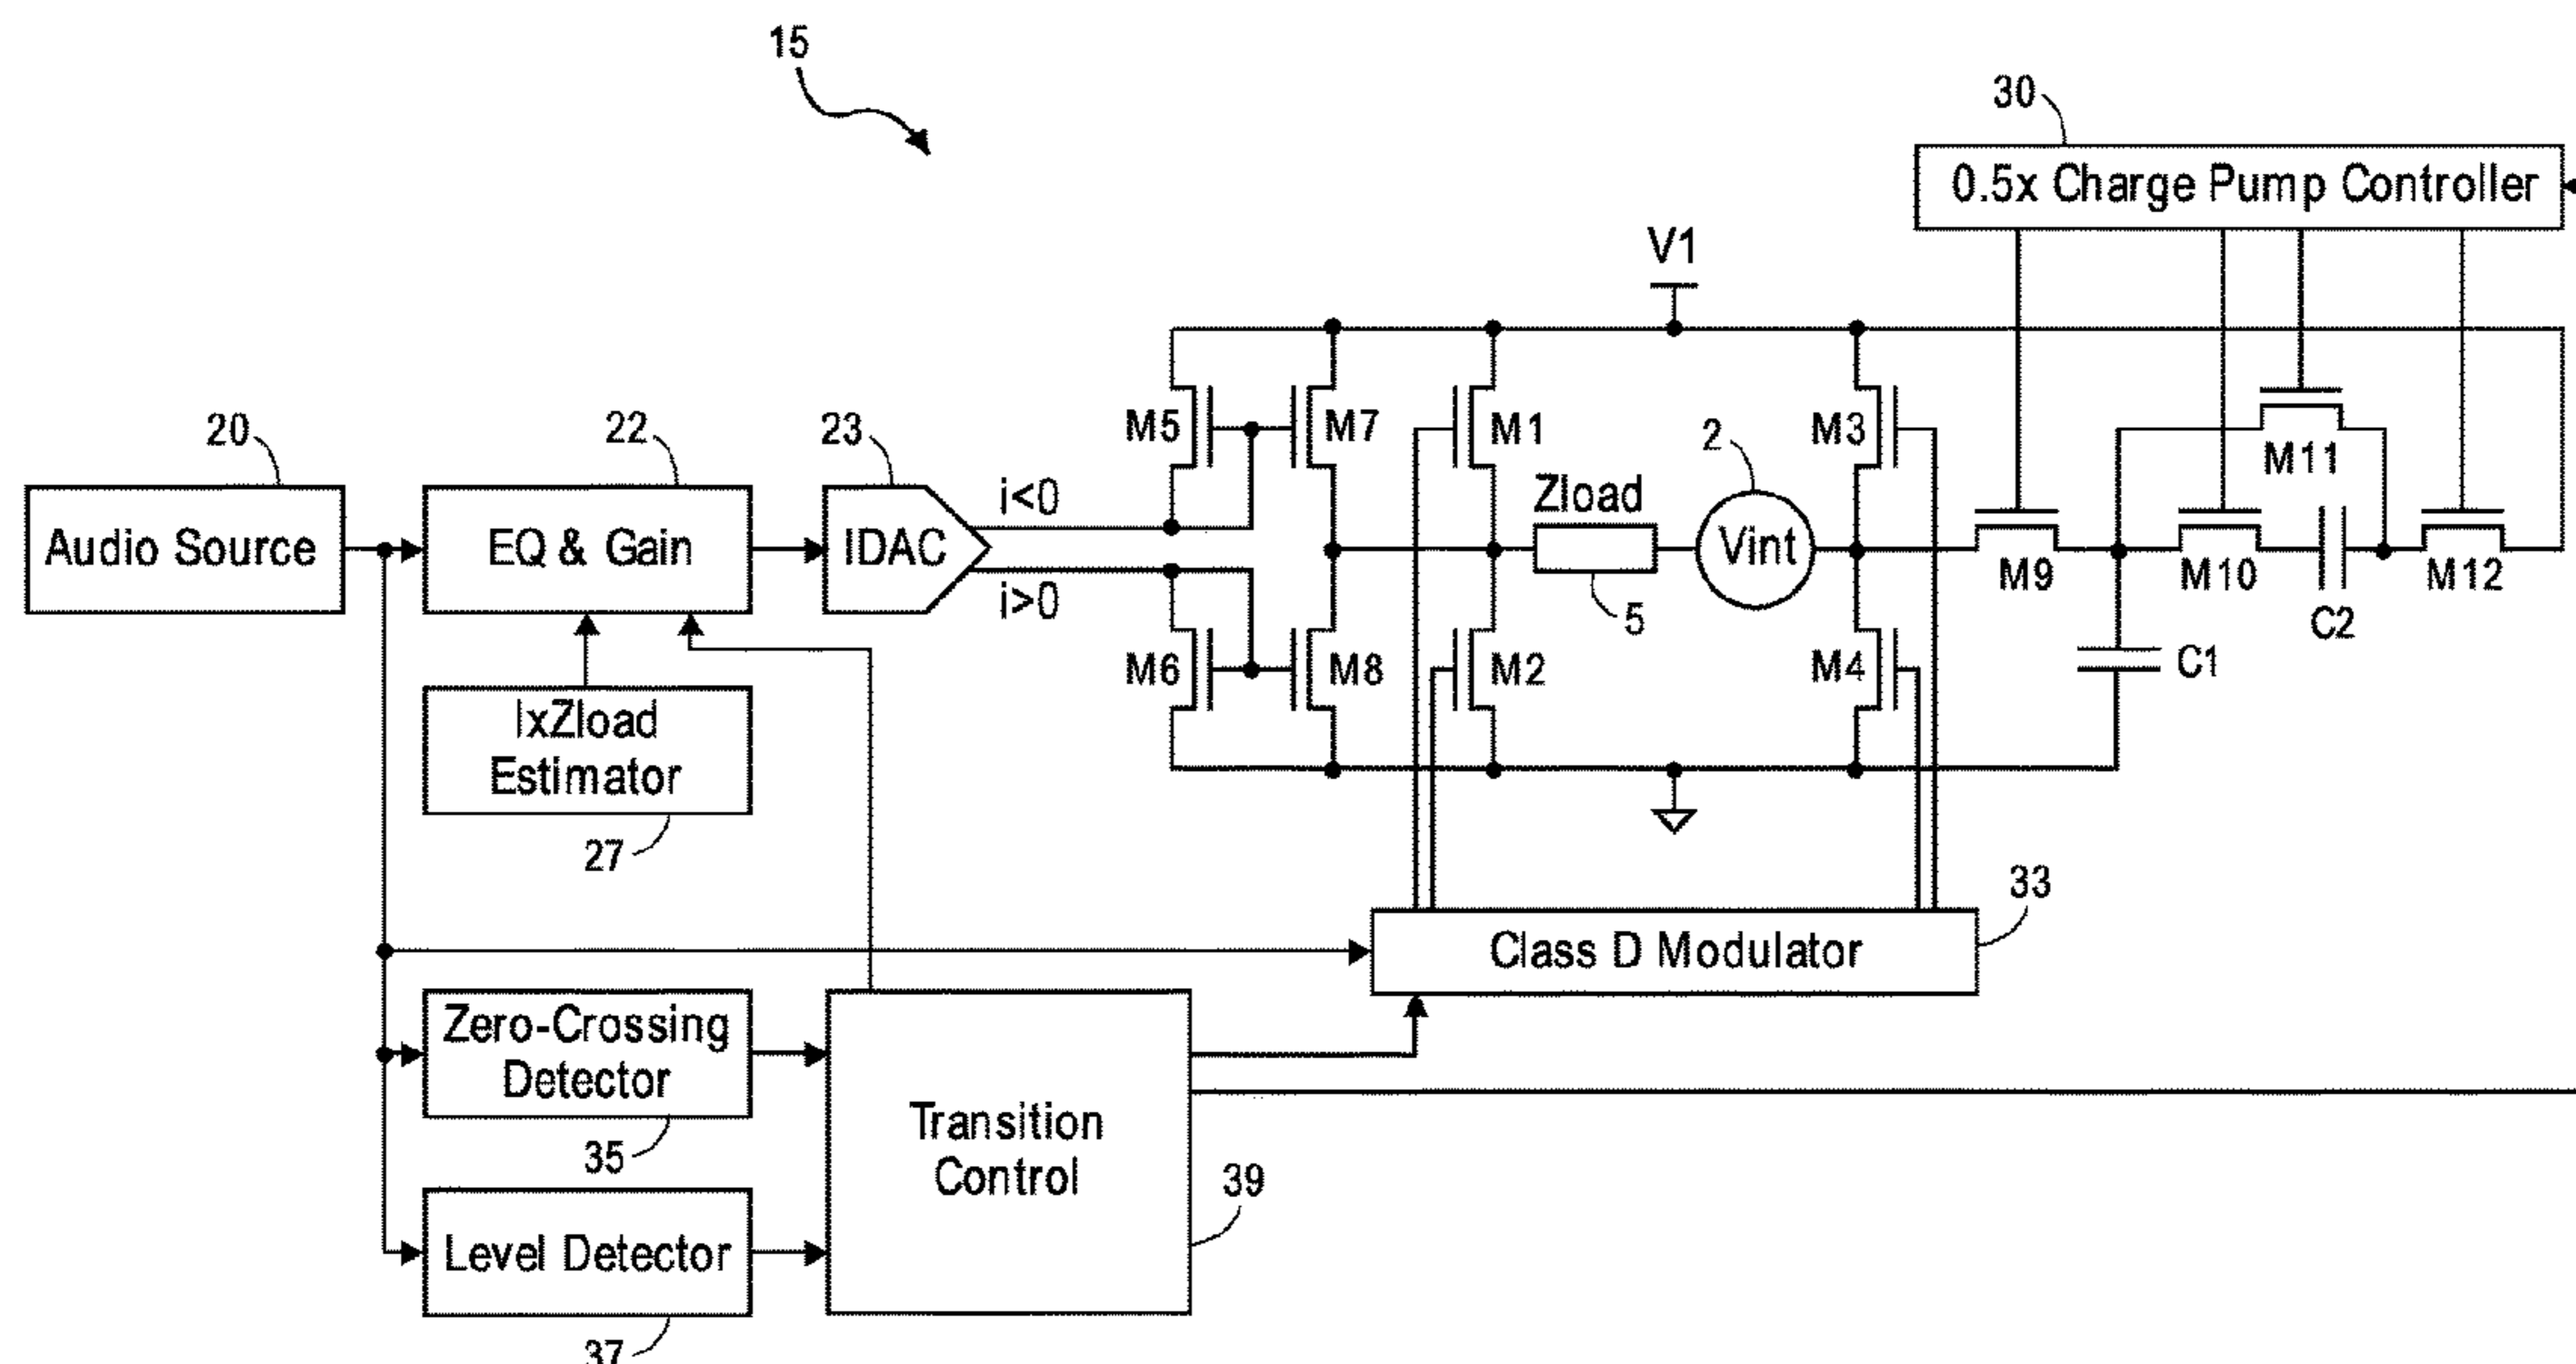 15
30
0.5x Charge Pump Controller
V1
20
22
23
M5
M7
M1
2
M3
M11
Audio Source
EQ & Gain
IDAC
i<0
i>0
Zload
Vint
5
M9
M10
M12
C2
M6
M8
M2
M4
C1
IxZload
Estimator
27
33
Class D Modulator
Zero-Crossing
Detector
35
Transition
Control
39
Level Detector
37